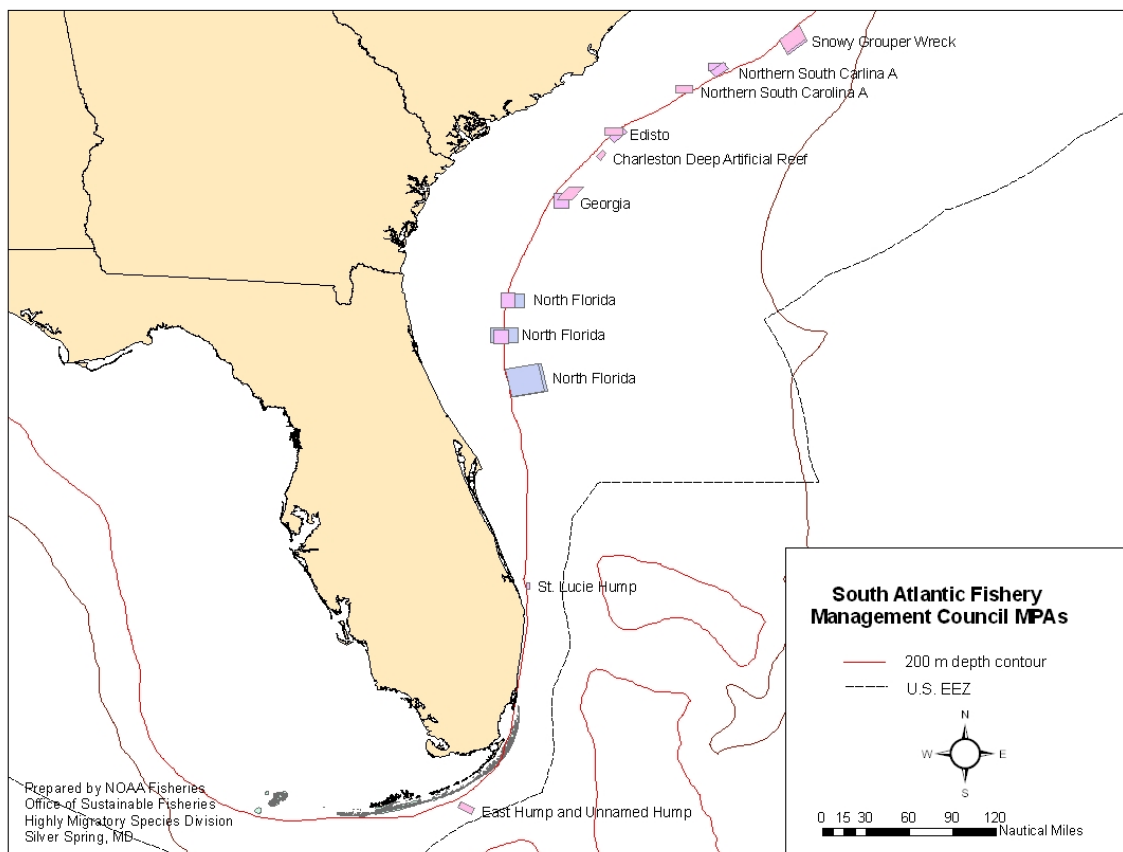 Snowy Grouper Wreck
Northern South Carlina A
Northern South Carolina A
Edisto
Charleston Deep Artificial Reef
Georgia
North Florida
North Florida
North Florida
St. Lucie Hump
East Hump and Unnamed Hump
Prepared by NOAA Fisheries
Office of Sustainable Fisheries
Highly Migratory Species Division
Silver Spring, MD
South Atlantic Fishery
Management Council MPAs
200 m depth contour
U.S. EEZ
N
W E
S
0 15 30 60 90 120
Nautical Miles